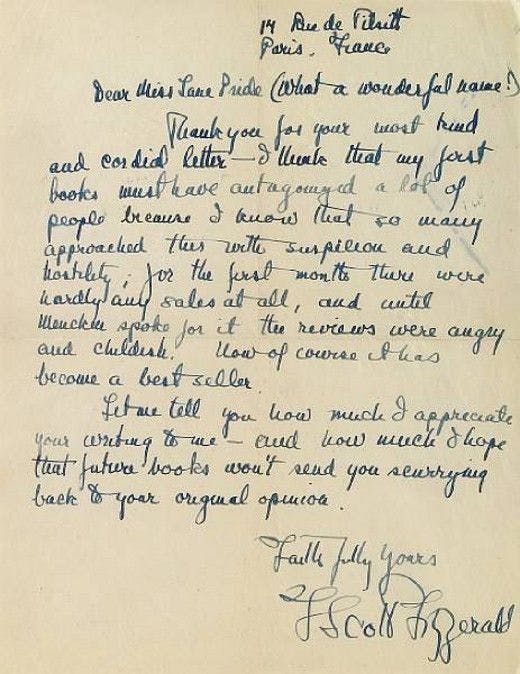 14 Rue de Tilsitt
Paris, France
Dear Miss Lane Pride (What a wonderful name!)
Thank you for your most kind
and cordial letter — I think that my first
books must have antagonized a lot of
people because I know that so many
approached this with suspicion and
hostility; for the first months there were
hardly any sales at all, and until
Mencken spoke for it the reviews were angry
and childish. Now of course it has
become a best seller.
Let me tell you how much I appreciate
your writing to me — and how much I hope
that future books won't send you scurrying
back to your original opinion.
Faithfully Yours
F Scott Fitzgerald